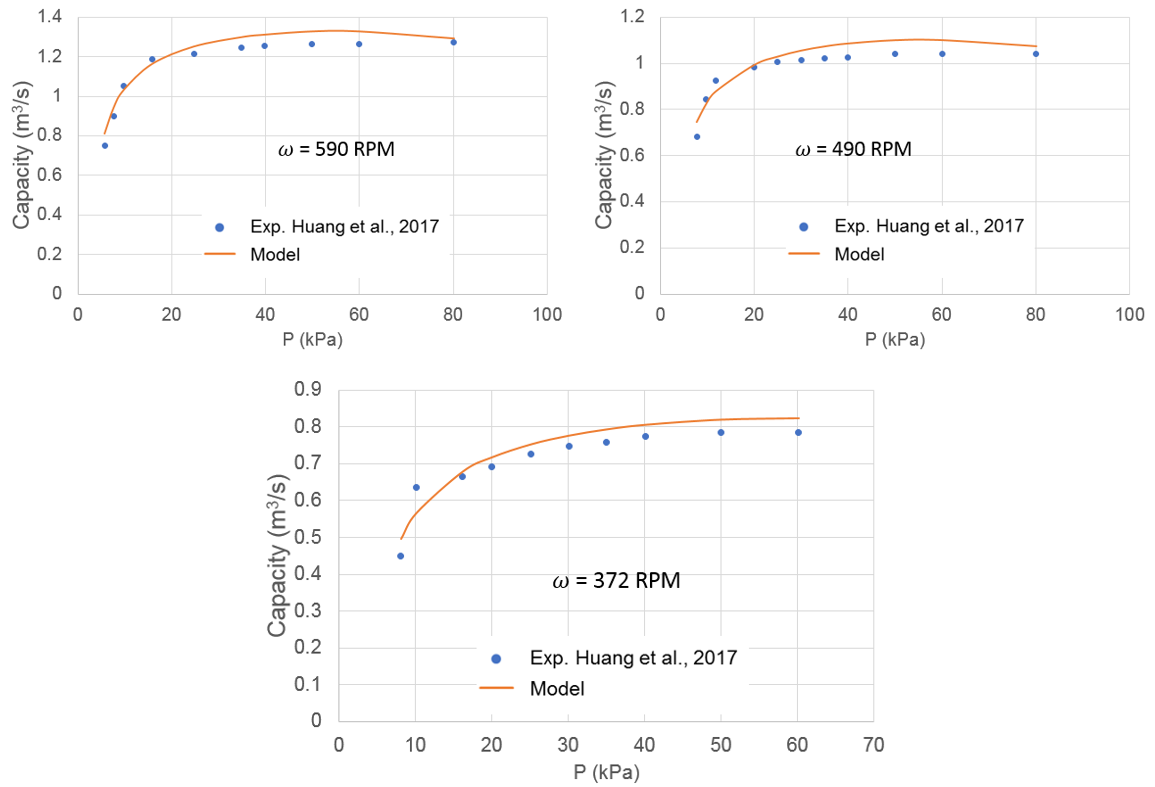 1.4
1.2
1
0.8
0.6
0.4
0.2
0
Capacity (m³/s)
ω = 590 RPM
Exp. Huang et al., 2017
Model
0 20 40 60 80 100
P (kPa)
1.2
1
0.8
0.6
0.4
0.2
0
Capacity (m³/s)
ω = 490 RPM
Exp. Huang et al., 2017
Model
0 20 40 60 80 100
P (kPa)
0.9
0.8
0.7
0.6
0.5
0.4
0.3
0.2
0.1
0
Capacity (m³/s)
ω = 372 RPM
Exp. Huang et al., 2017
Model
0 10 20 30 40 50 60 70
P (kPa)